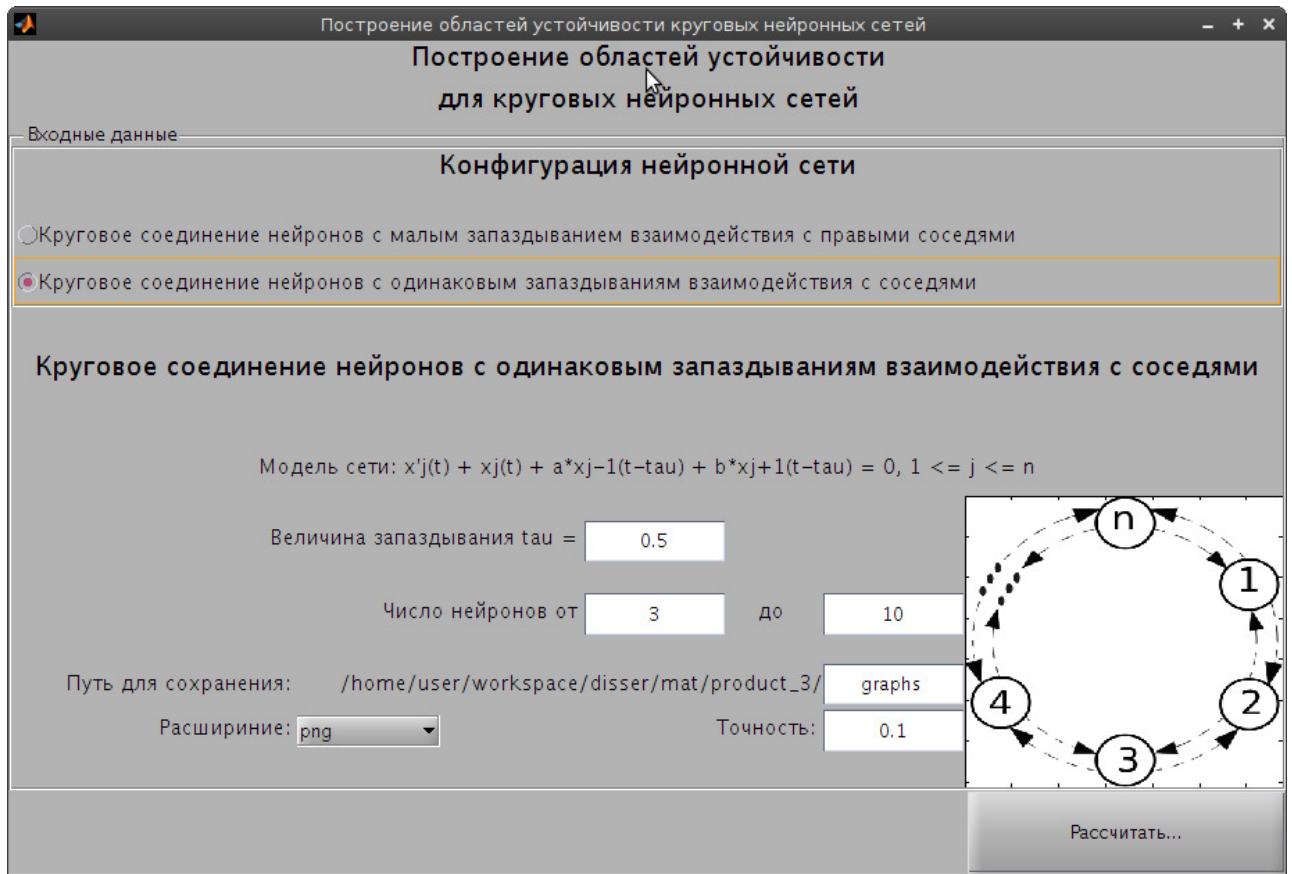 Построение областей устойчивости круговых нейронных сетей
Построение областей устойчивости
для круговых нейронных сетей
Входные данные
Конфигурация нейронной сети
Круговое соединение нейронов с малым запаздыванием взаимодействия с правыми соседями
Круговое соединение нейронов с одинаковым запаздываниям взаимодействия с соседями
Круговое соединение нейронов с одинаковым запаздываниям взаимодействия с соседями
Модель сети: x'j(t) + xj(t) + a*xj−1(t−tau) + b*xj+1(t−tau) = 0, 1 <= j <= n
Величина запаздывания tau = 0.5
Число нейронов от 3 до 10
Путь для сохранения: /home/user/workspace/disser/mat/product_3/ graphs
Расшириние: png Точность: 0.1
n
1
2
3
4
Рассчитать...